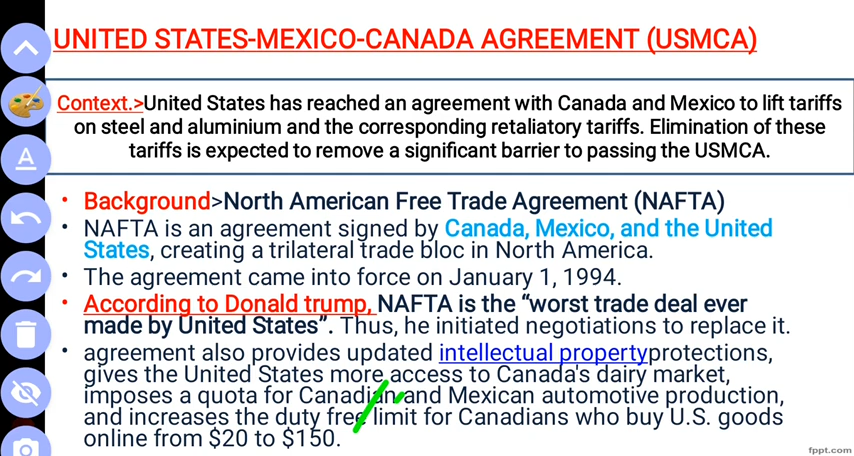 UNITED STATES-MEXICO-CANADA AGREEMENT (USMCA)
Context.>United States has reached an agreement with Canada and Mexico to lift tariffs
on steel and aluminium and the corresponding retaliatory tariffs. Elimination of these
tariffs is expected to remove a significant barrier to passing the USMCA.
• Background>North American Free Trade Agreement (NAFTA)
• NAFTA is an agreement signed by Canada, Mexico, and the United
States, creating a trilateral trade bloc in North America.
• The agreement came into force on January 1, 1994.
• According to Donald trump, NAFTA is the “worst trade deal ever
made by United States”. Thus, he initiated negotiations to replace it.
• agreement also provides updated intellectual propertyprotections,
gives the United States more access to Canada's dairy market,
imposes a quota for Canadian and Mexican automotive production,
and increases the duty free limit for Canadians who buy U.S. goods
online from $20 to $150.
A
fppt.com